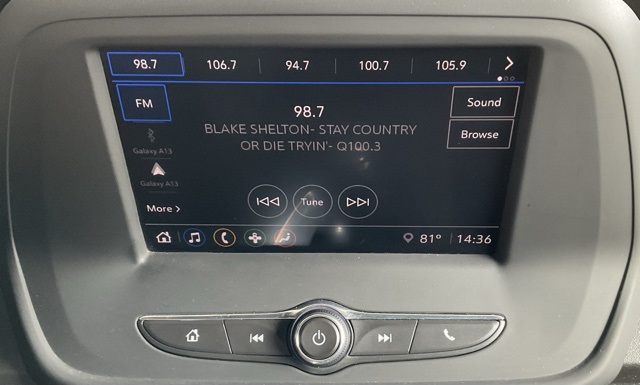 98.7 106.7 94.7 100.7 105.9
FM
98.7
Sound
BLAKE SHELTON- STAY COUNTRY
OR DIE TRYIN'- Q100.3
Browse
Galaxy A13
Galaxy A13
More
Tune
81° 14:36